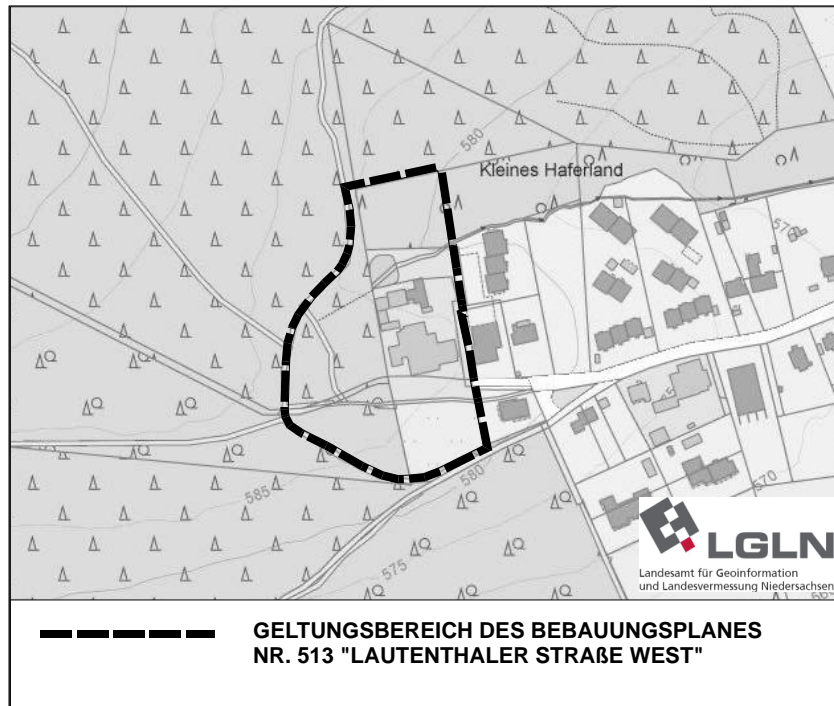 580
Kleines Haferland
585
580
570
575
LGLN
Landesamt für Geoinformation
und Landesvermessung Niedersachsen
GELTUNGSBEREICH DES BEBAUUNGSPLANES
NR. 513 "LAUTENTHALER STRAßE WEST"